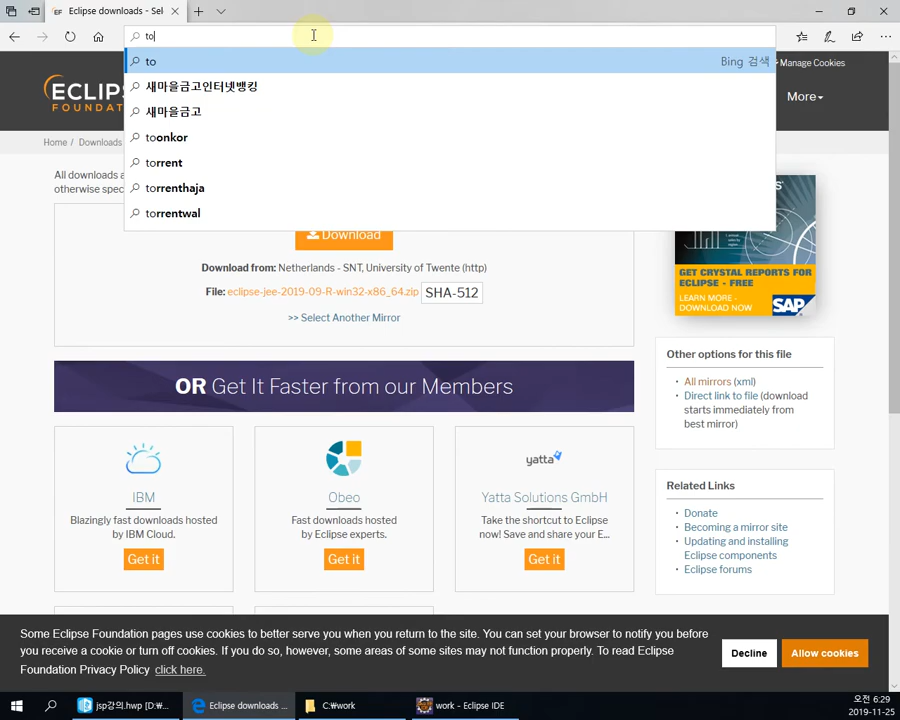 Eclipse downloads - Sel
to
to
Bing 검색
새마을금고인터넷뱅킹
새마을금고
toonkor
torrent
torrenthaja
torrentwal
ECLIP
FOUNDA
Manage Cookies
More
Home / Downloads
All downloads a
otherwise spec
Download
Download from: Netherlands - SNT, University of Twente (http)
File: eclipse-jee-2019-09-R-win32-x86_64.zip SHA-512
>> Select Another Mirror
GET CRYSTAL REPORTS FOR
ECLIPSE - FREE
LEARN MORE -
DOWNLOAD NOW
SAP
Other options for this file
• All mirrors (xml)
• Direct link to file (download
starts immediately from
best mirror)
OR Get It Faster from our Members
IBM
Blazingly fast downloads hosted
by IBM Cloud.
Get it
Obeo
Fast downloads hosted
by Eclipse experts.
Get it
yatta
Yatta Solutions GmbH
Take the shortcut to Eclipse
now! Save and share your E...
Get it
Related Links
• Donate
• Becoming a mirror site
• Updating and installing
Eclipse components
• Eclipse forums
Some Eclipse Foundation pages use cookies to better serve you when you return to the site. You can set your browser to notify you before
you receive a cookie or turn off cookies. If you do so, however, some areas of some sites may not function properly. To read Eclipse
Foundation Privacy Policy click here.
Decline
Allow cookies
jsp강의.hwp [D:₩...
Eclipse downloads ...
C:₩work
work - Eclipse IDE
오전 6:29
2019-11-25